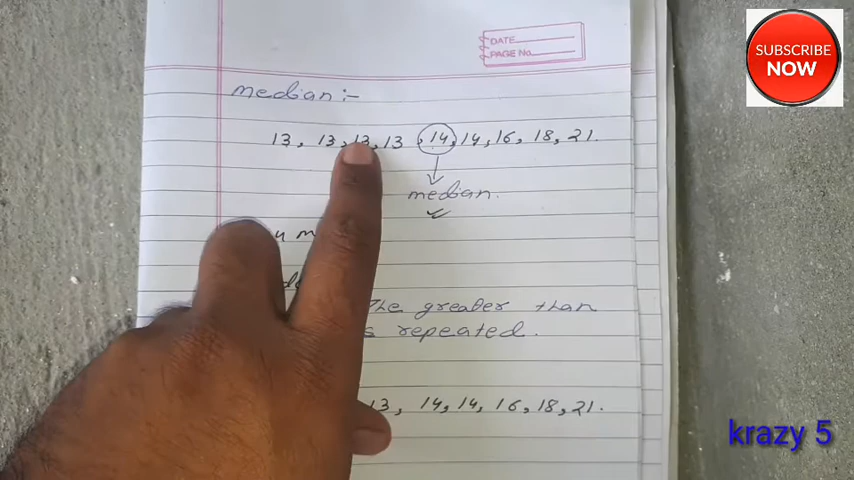 SUBSCRIBE
NOW
DATE
PAGE No.
median :-
13, 13, 13, 13, 14, 14, 16, 18, 21.
median.
The greater than
repeated.
13, 14, 14, 16, 18, 21.
krazy 5